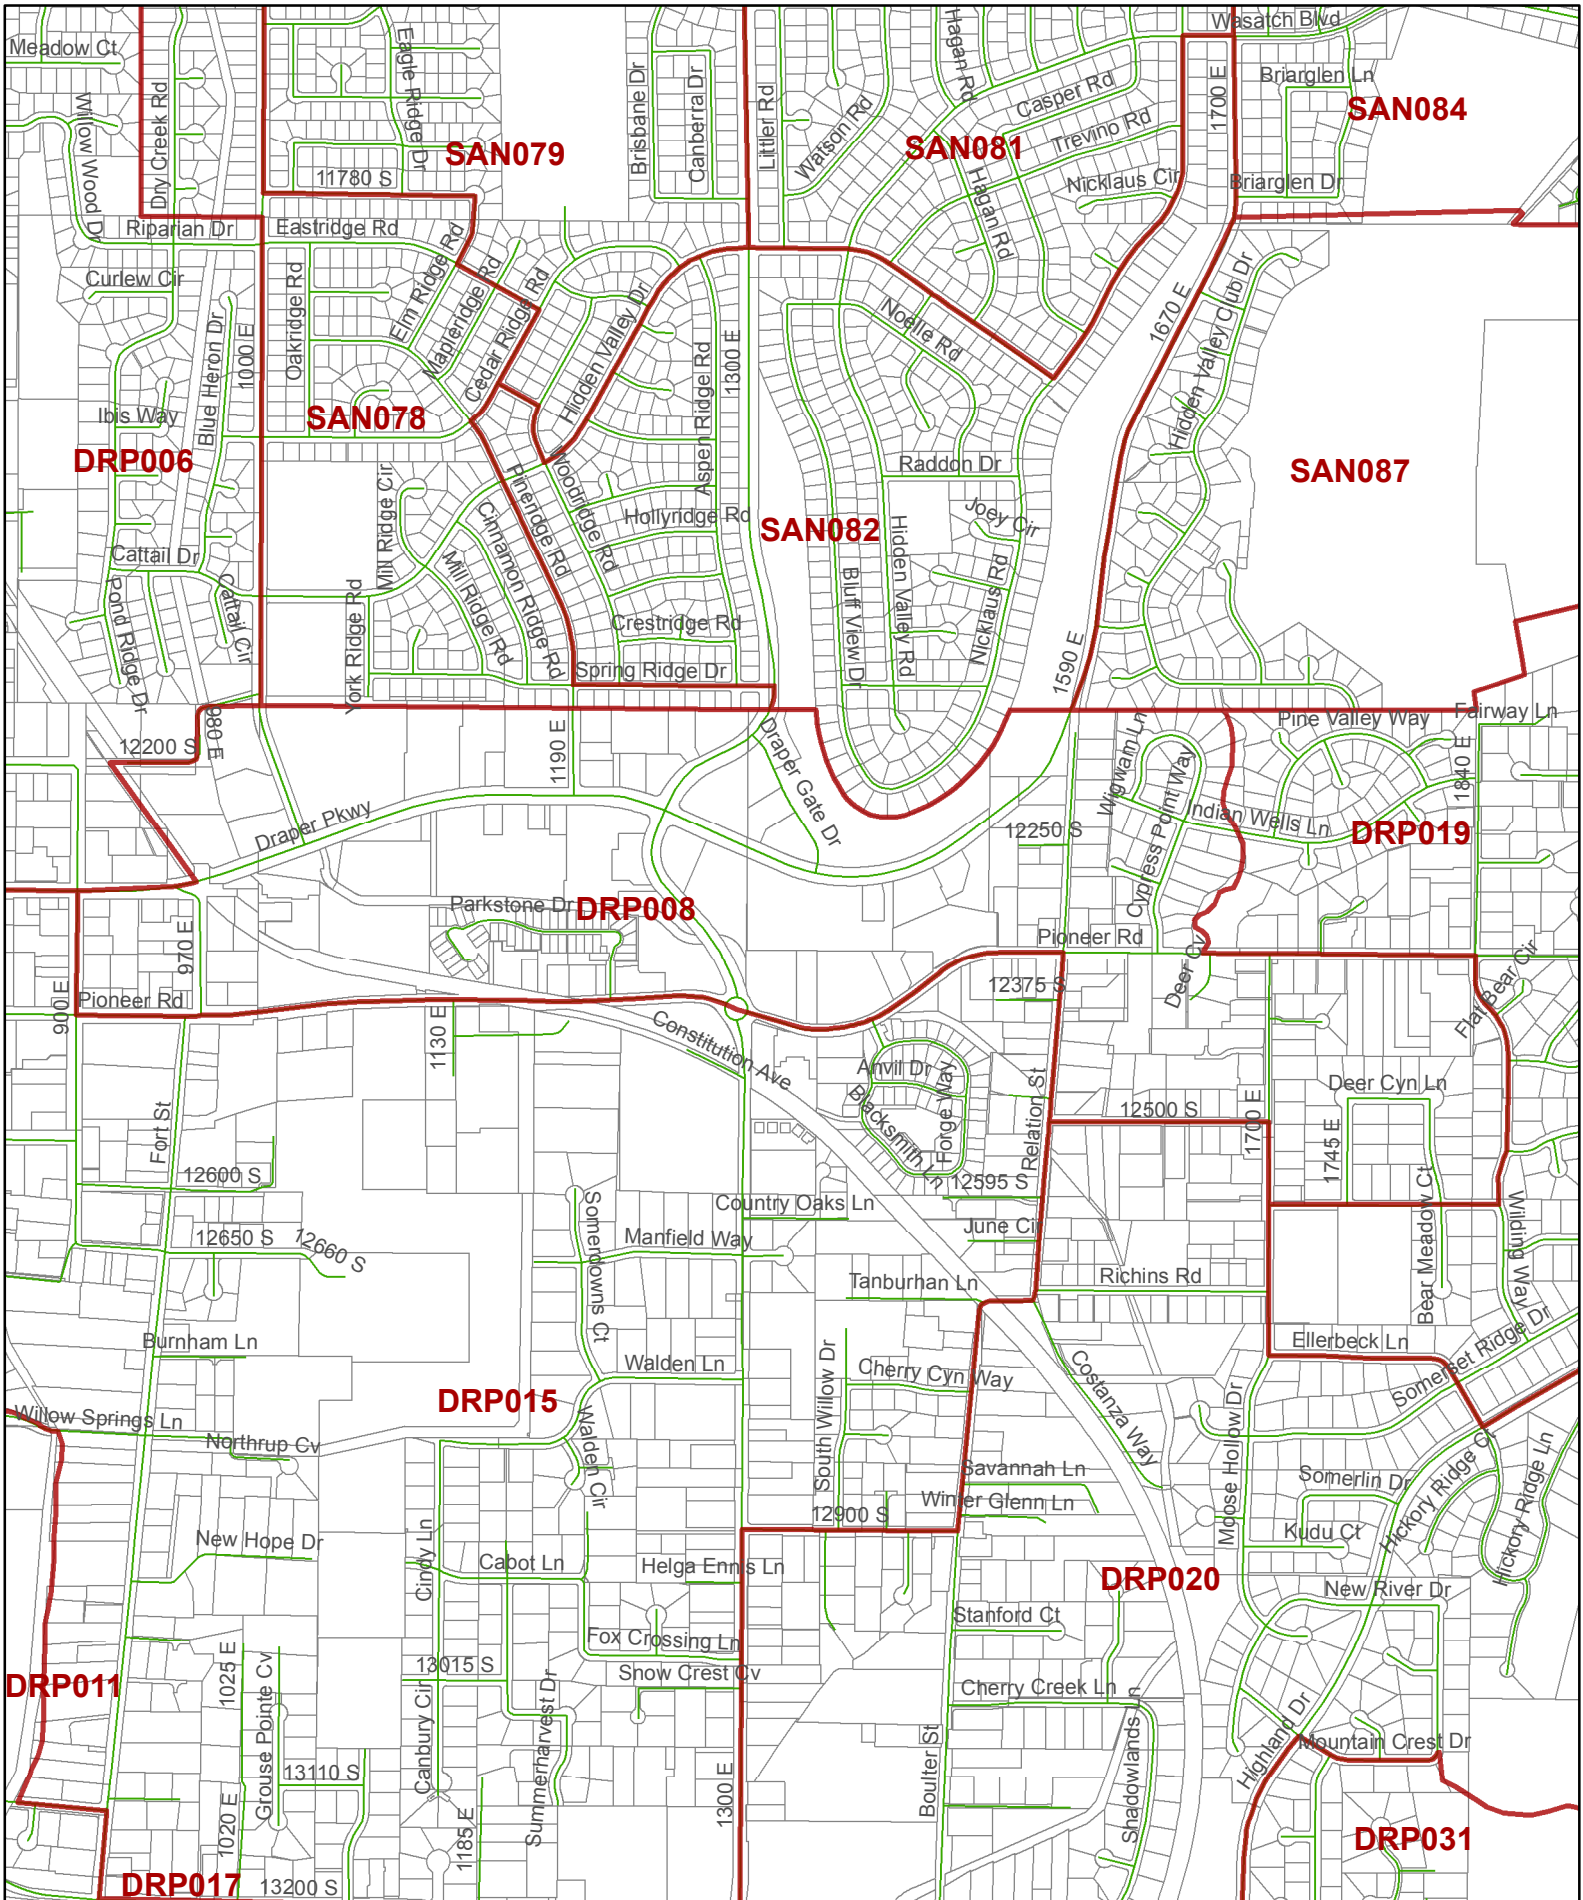 Wasatch Blvd
Meadow Ct
Eagle Ridge Dr
Hagan Rd
Briarglen Ln
Willow Wood Dr
Dry Creek Rd
Brisbane Dr
Canberra Dr
Littler Rd
Watson Rd
Casper Rd
1700 E
SAN084
SAN079
SAN081
Trevino Rd
11780 S
Nicklaus Cir
Briarglen Dr
Riparian Dr
Eastridge Rd
Hagan Rd
Curlew Cir
Oakridge Rd
Elm Ridge Rd
Mapleridge Rd
Cedar Ridge Rd
Hidden Valley Dr
Noelle Rd
1670 E
Hidden Valley Club Dr
Blue Heron Dr
1000 E
1300 E
Aspen Ridge Rd
Ibis Way
SAN078
DRP006
Raddon Dr
SAN087
Mill Ridge Cir
Pineridge Rd
Woodridge Rd
Hollyridge Rd
SAN082
Joey Cir
Cinnamon Ridge Rd
Hidden Valley Rd
Cattail Dr
Mill Ridge Rd
Bluff View Dr
Nicklaus Rd
Pond Ridge Dr
Cattail Cir
York Ridge Rd
Crestridge Rd
Spring Ridge Dr
1590 E
980 E
12200 S
1190 E
Draper Gate Dr
Wigwam Ln
Pine Valley Way
Fairway Ln
1840 E
Cypress Point Way
Draper Pkwy
12250 S
Indian Wells Ln
DRP019
Parkstone Dr
DRP008
970 E
Pioneer Rd
Deer Cv
Flat Bear Cir
12375 S
900 E
Pioneer Rd
1130 E
Constitution Ave
Anvil Dr
Blacksmith Ln
Forge Way
Relation St
Deer Cyn Ln
12500 S
1700 E
1745 E
Fort St
12600 S
12595 S
Country Oaks Ln
Somerdowns Ct
Bear Meadow Ct
Wilding Way
12650 S
12660 S
Manfield Way
June Cir
Tanburhan Ln
Richins Rd
Burnham Ln
Walden Ln
South Willow Dr
Cherry Cyn Way
Costanza Way
Ellerbeck Ln
Somerset Ridge Dr
DRP015
Willow Springs Ln
Northrup Cv
Walden Cir
Moose Hollow Dr
Savannah Ln
Somerlin Dr
Hickory Ridge Ct
Hickory Ridge Ln
Winter Glenn Ln
12900 S
New Hope Dr
Cindy Ln
Cabot Ln
Helga Ennis Ln
Kudu Ct
DRP020
New River Dr
Stanford Ct
Fox Crossing Ln
1025 E
Grouse Pointe Cv
13015 S
Snow Crest Cv
DRP011
Canbury Cir
Summerharvest Dr
Cherry Creek Ln
Shadowlands Ln
Highland Dr
Mountain Crest Dr
13110 S
1020 E
1185 E
1300 E
Boulter St
DRP031
DRP017
13200 S